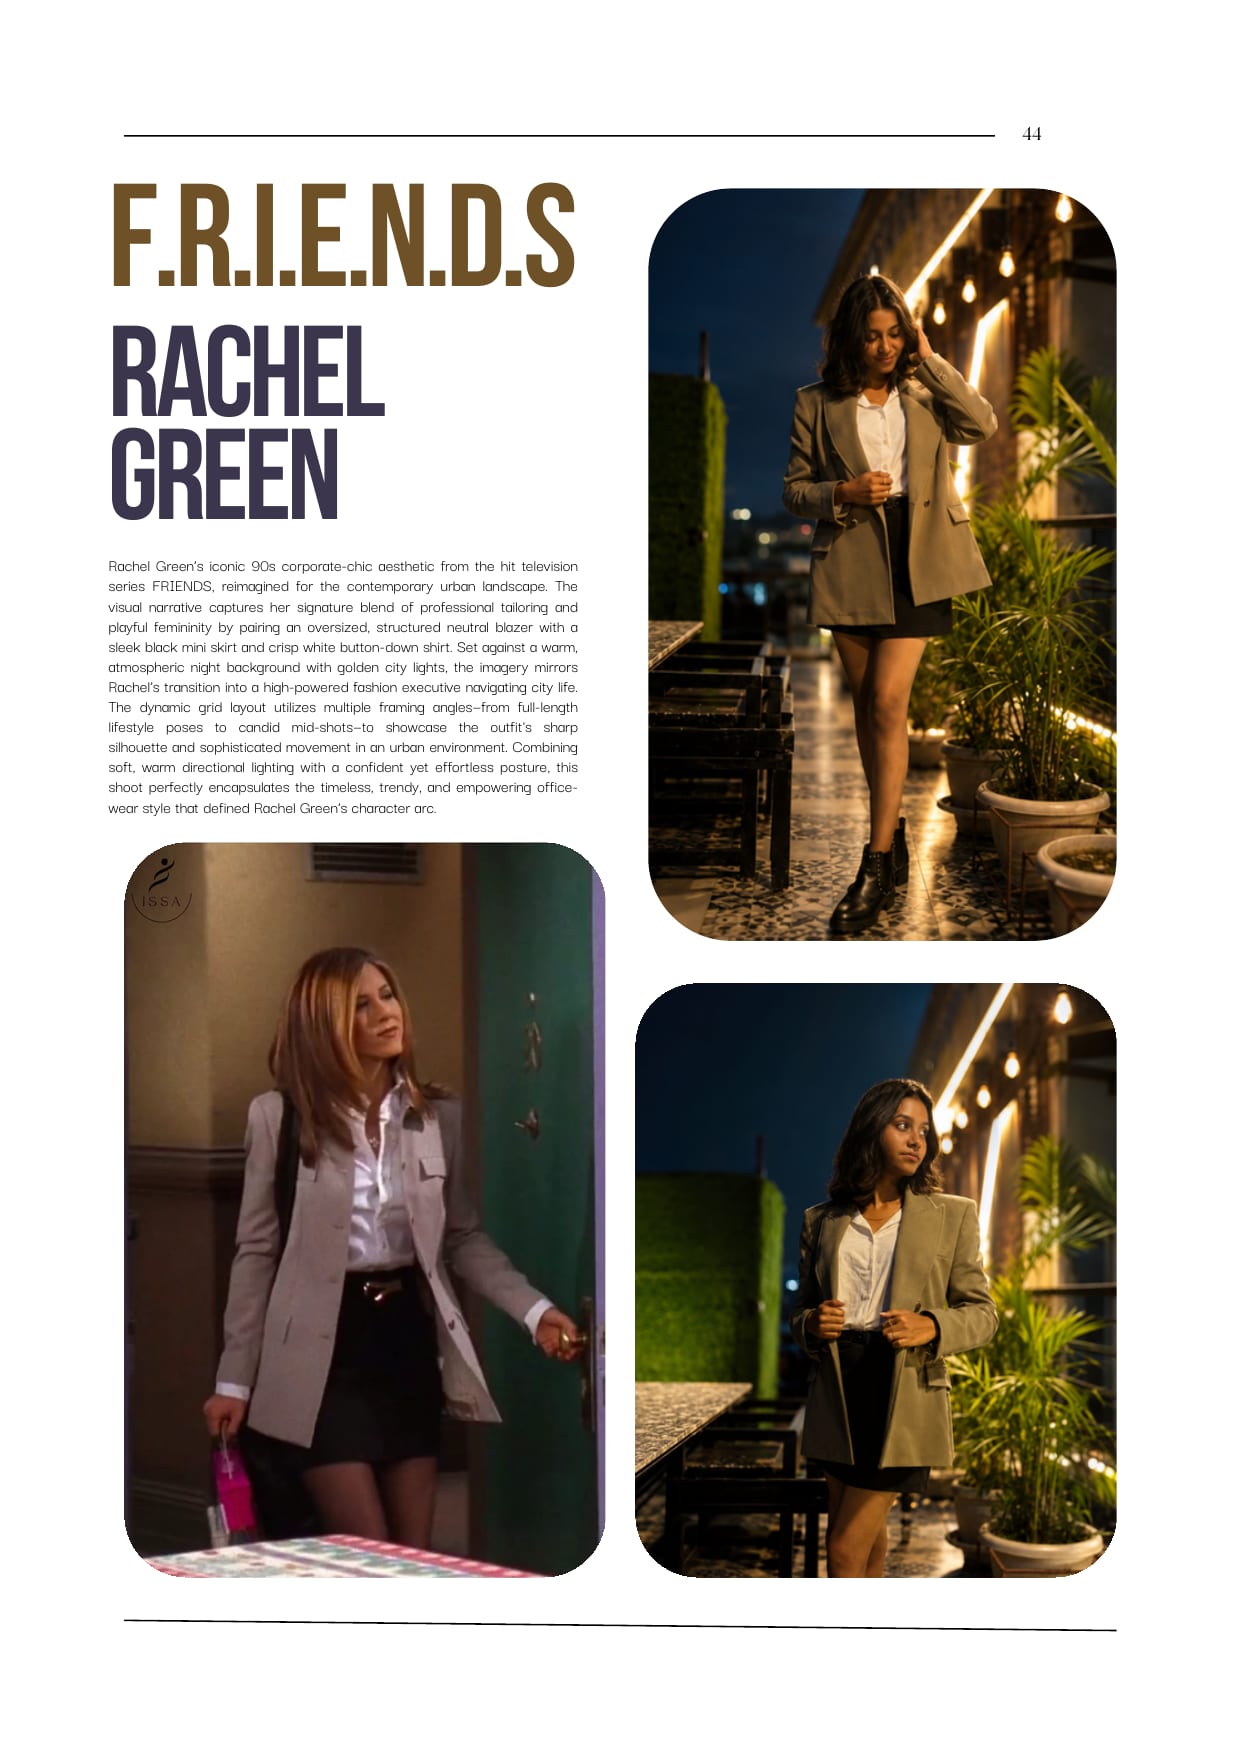 44
F.R.I.E.N.D.S
RACHEL
GREEN
Rachel Green's iconic 90s corporate-chic aesthetic from the hit television
series FRIENDS, reimagined for the contemporary urban landscape. The
visual narrative captures her signature blend of professional tailoring and
playful femininity by pairing an oversized, structured neutral blazer with a
sleek black mini skirt and crisp white button-down shirt. Set against a warm,
atmospheric night background with golden city lights, the imagery mirrors
Rachel's transition into a high-powered fashion executive navigating city life.
The dynamic grid layout utilizes multiple framing angles—from full-length
lifestyle poses to candid mid-shots—to showcase the outfit's sharp
silhouette and sophisticated movement in an urban environment. Combining
soft, warm directional lighting with a confident yet effortless posture, this
shoot perfectly encapsulates the timeless, trendy, and empowering office-
wear style that defined Rachel Green's character arc.
ISSA